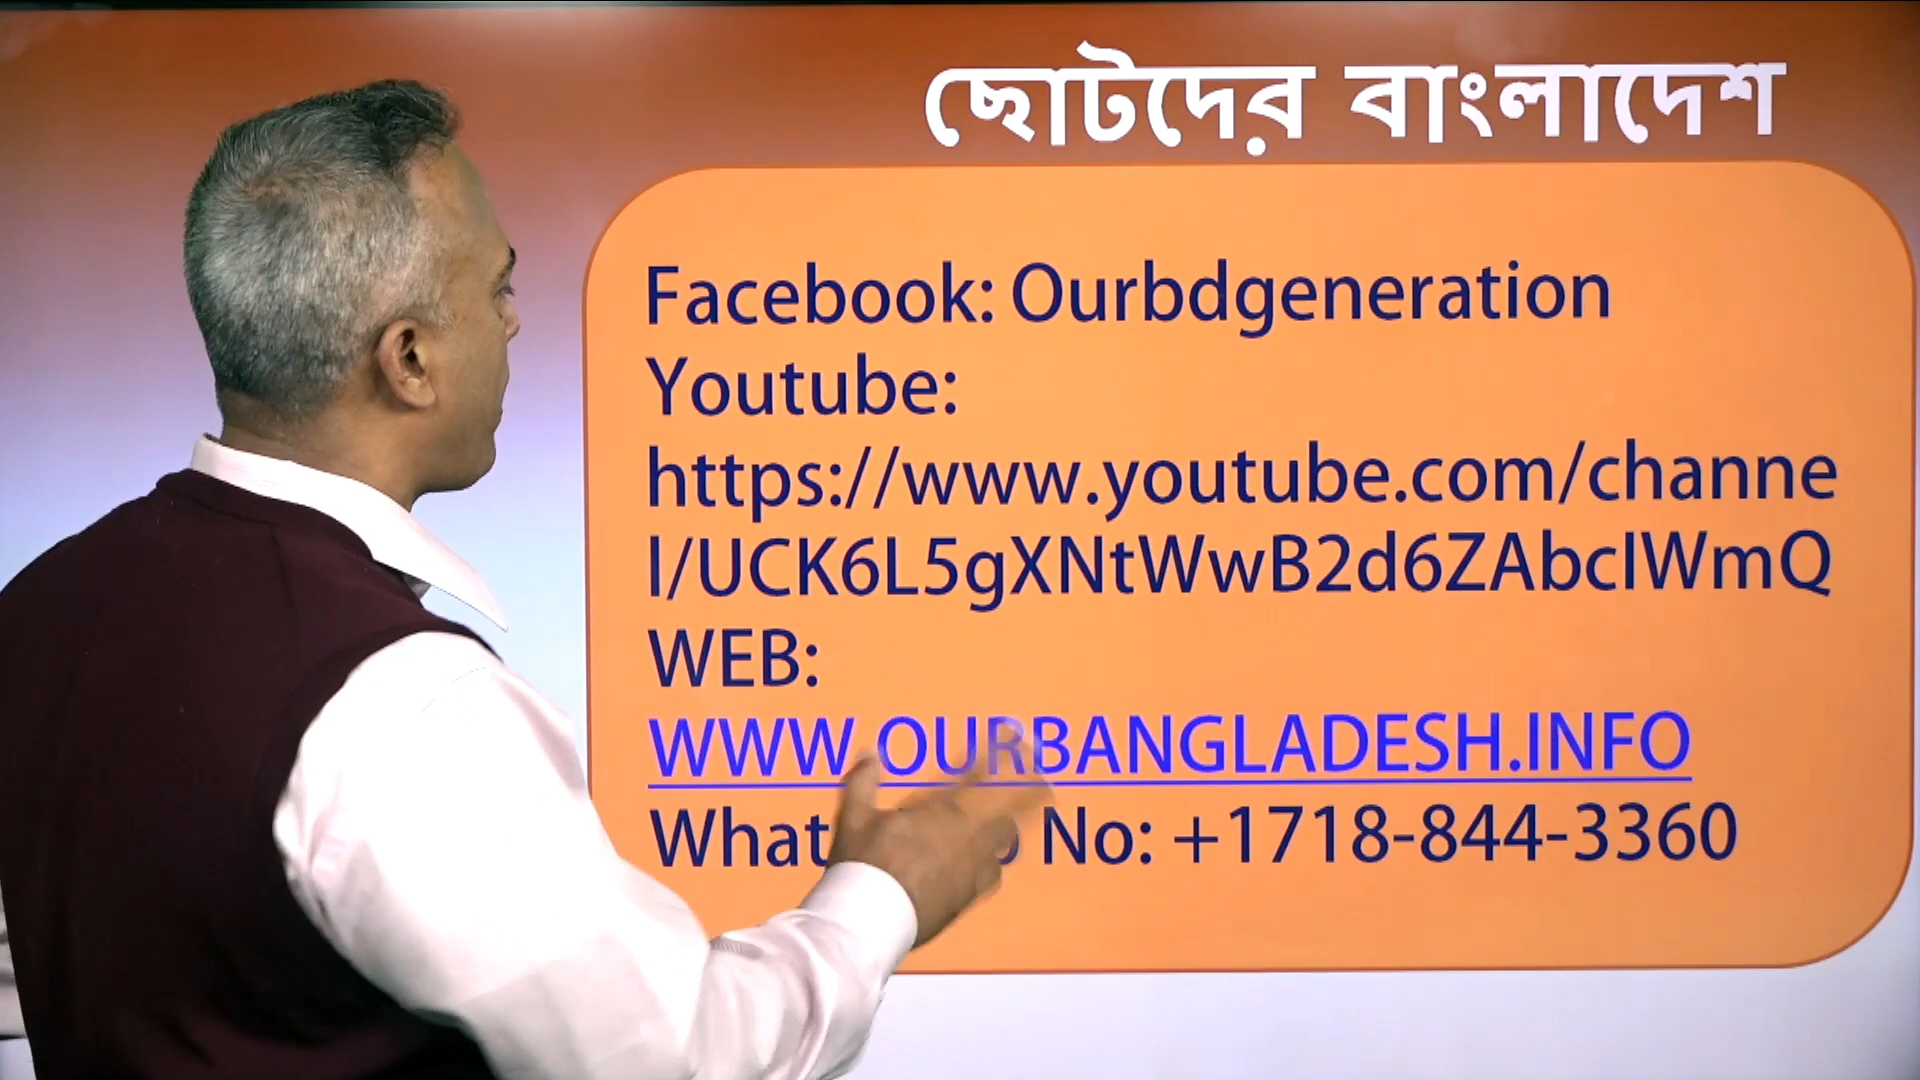 ছোটদের বাংলাদেশ
Facebook: Ourbdgeneration
Youtube:
https://www.youtube.com/channe
l/UCK6L5gXNtWwB2d6ZAbcIWmQ
WEB:
WWW.OURBANGLADESH.INFO
No: +1718-844-3360